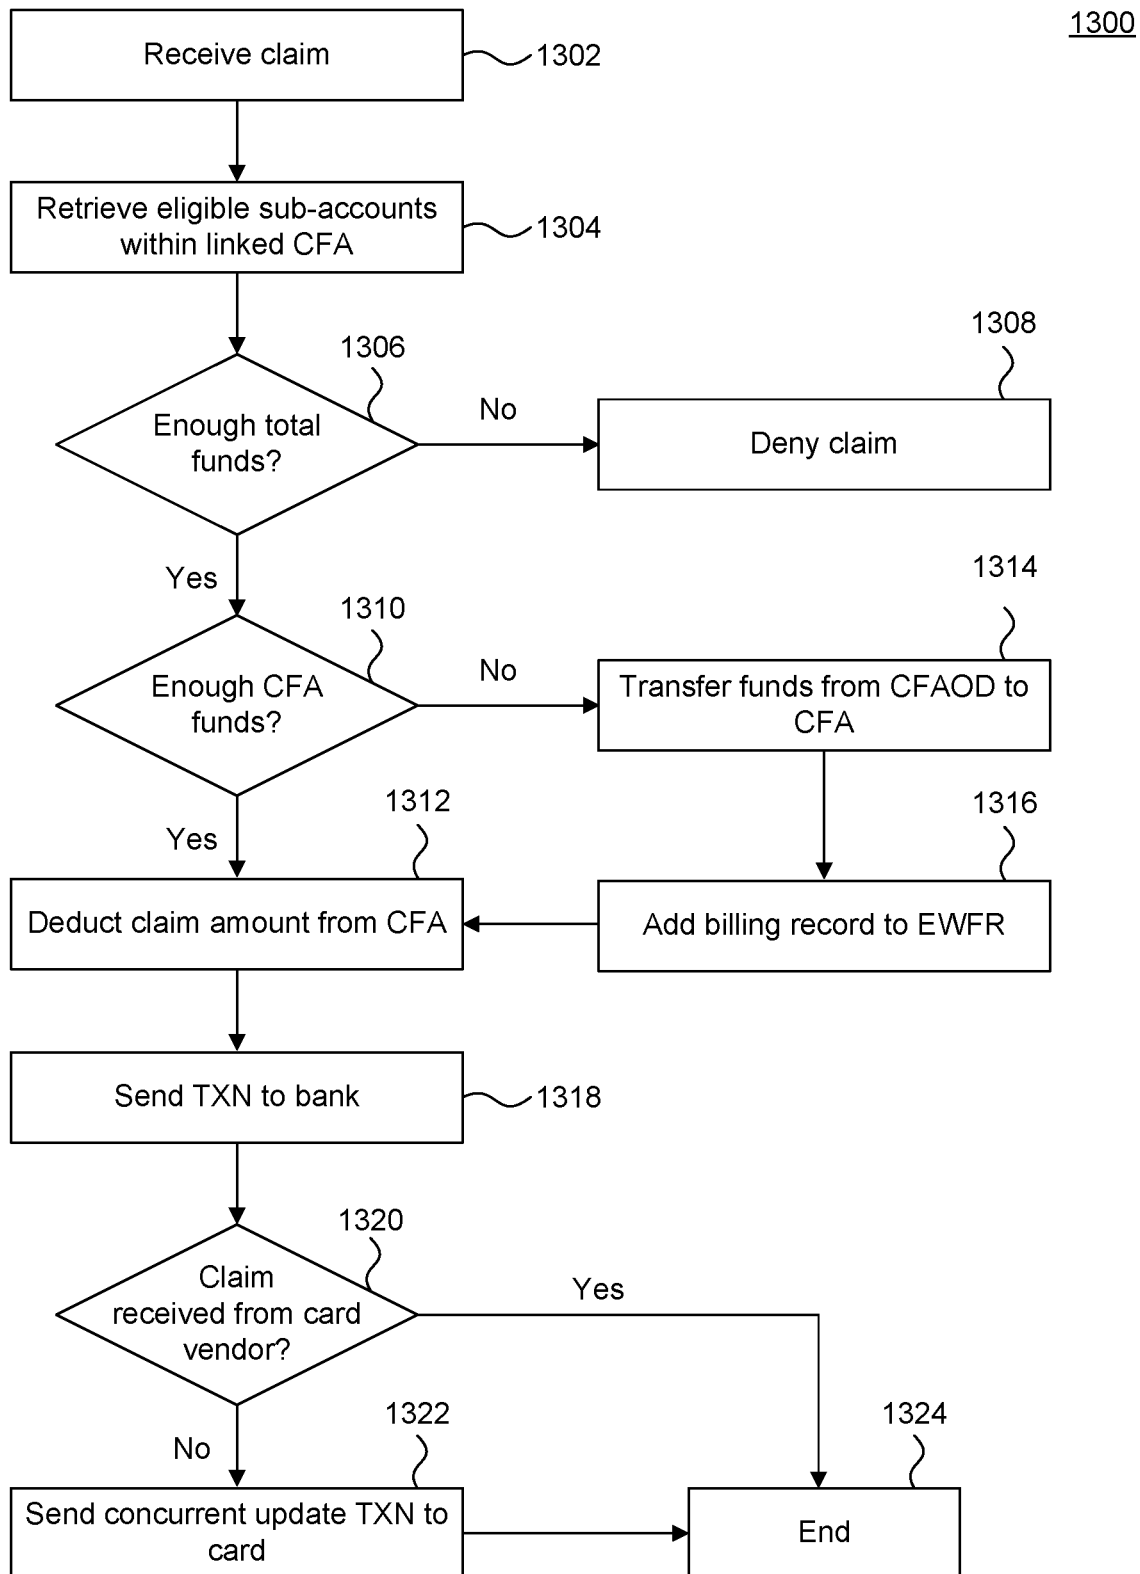 1300
Receive claim
1302
Retrieve eligible sub-accounts
within linked CFA
1304
1306
Enough total
funds?
No
1308
Deny claim
Yes
1310
Enough CFA
funds?
No
1314
Transfer funds from CFAOD to
CFA
Yes
1312
Deduct claim amount from CFA
1316
Add billing record to EWFR
Send TXN to bank
1318
1320
Claim
received from card
vendor?
Yes
No
1322
Send concurrent update TXN to
card
1324
End